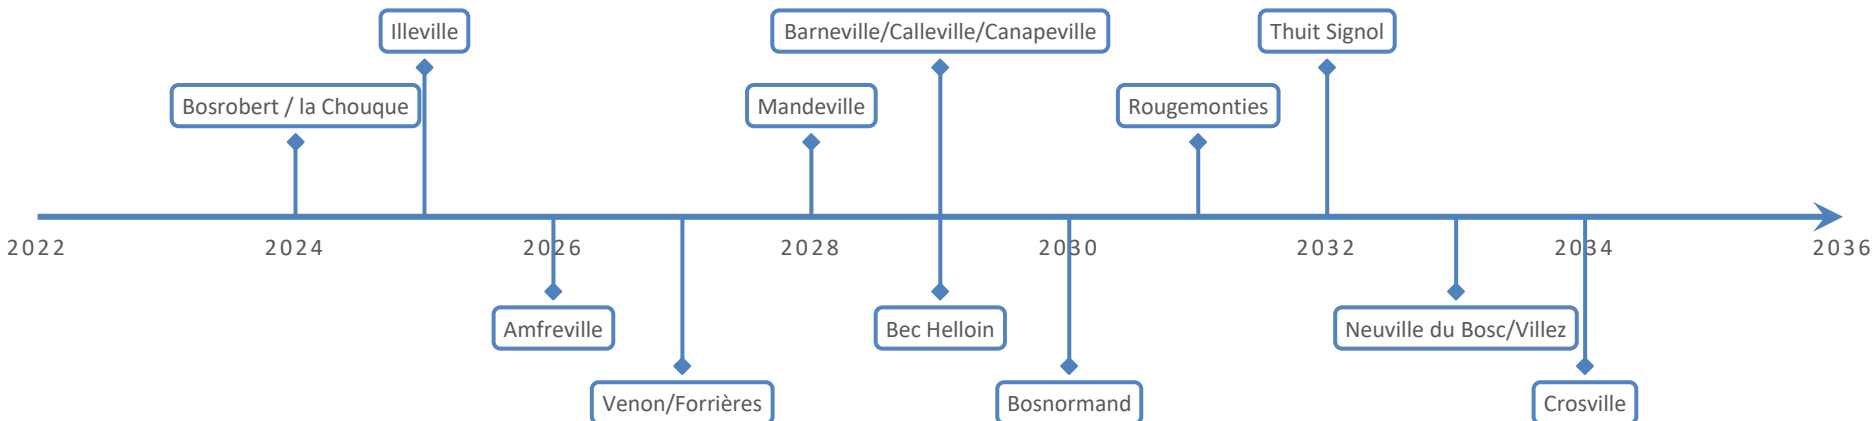 Illeville
Barneville/Calleville/Canapeville
Thuit Signol
Bosrobert / la Chouque
Mandeville
Rougemonties
2022
2024
2026
2028
2030
2032
2034
2036
Amfreville
Bec Helloin
Neuville du Bosc/Villez
Venon/Forrières
Bosnormand
Crosville